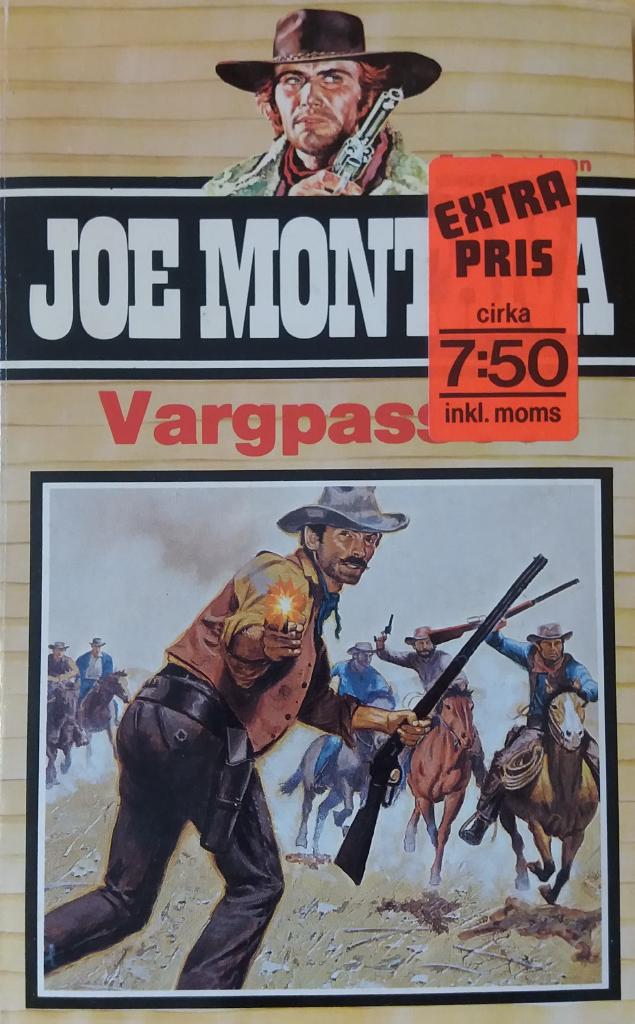 JOE MONT A
Vargpass
EXTRA
PRIS
cirka
7:50
inkl. moms